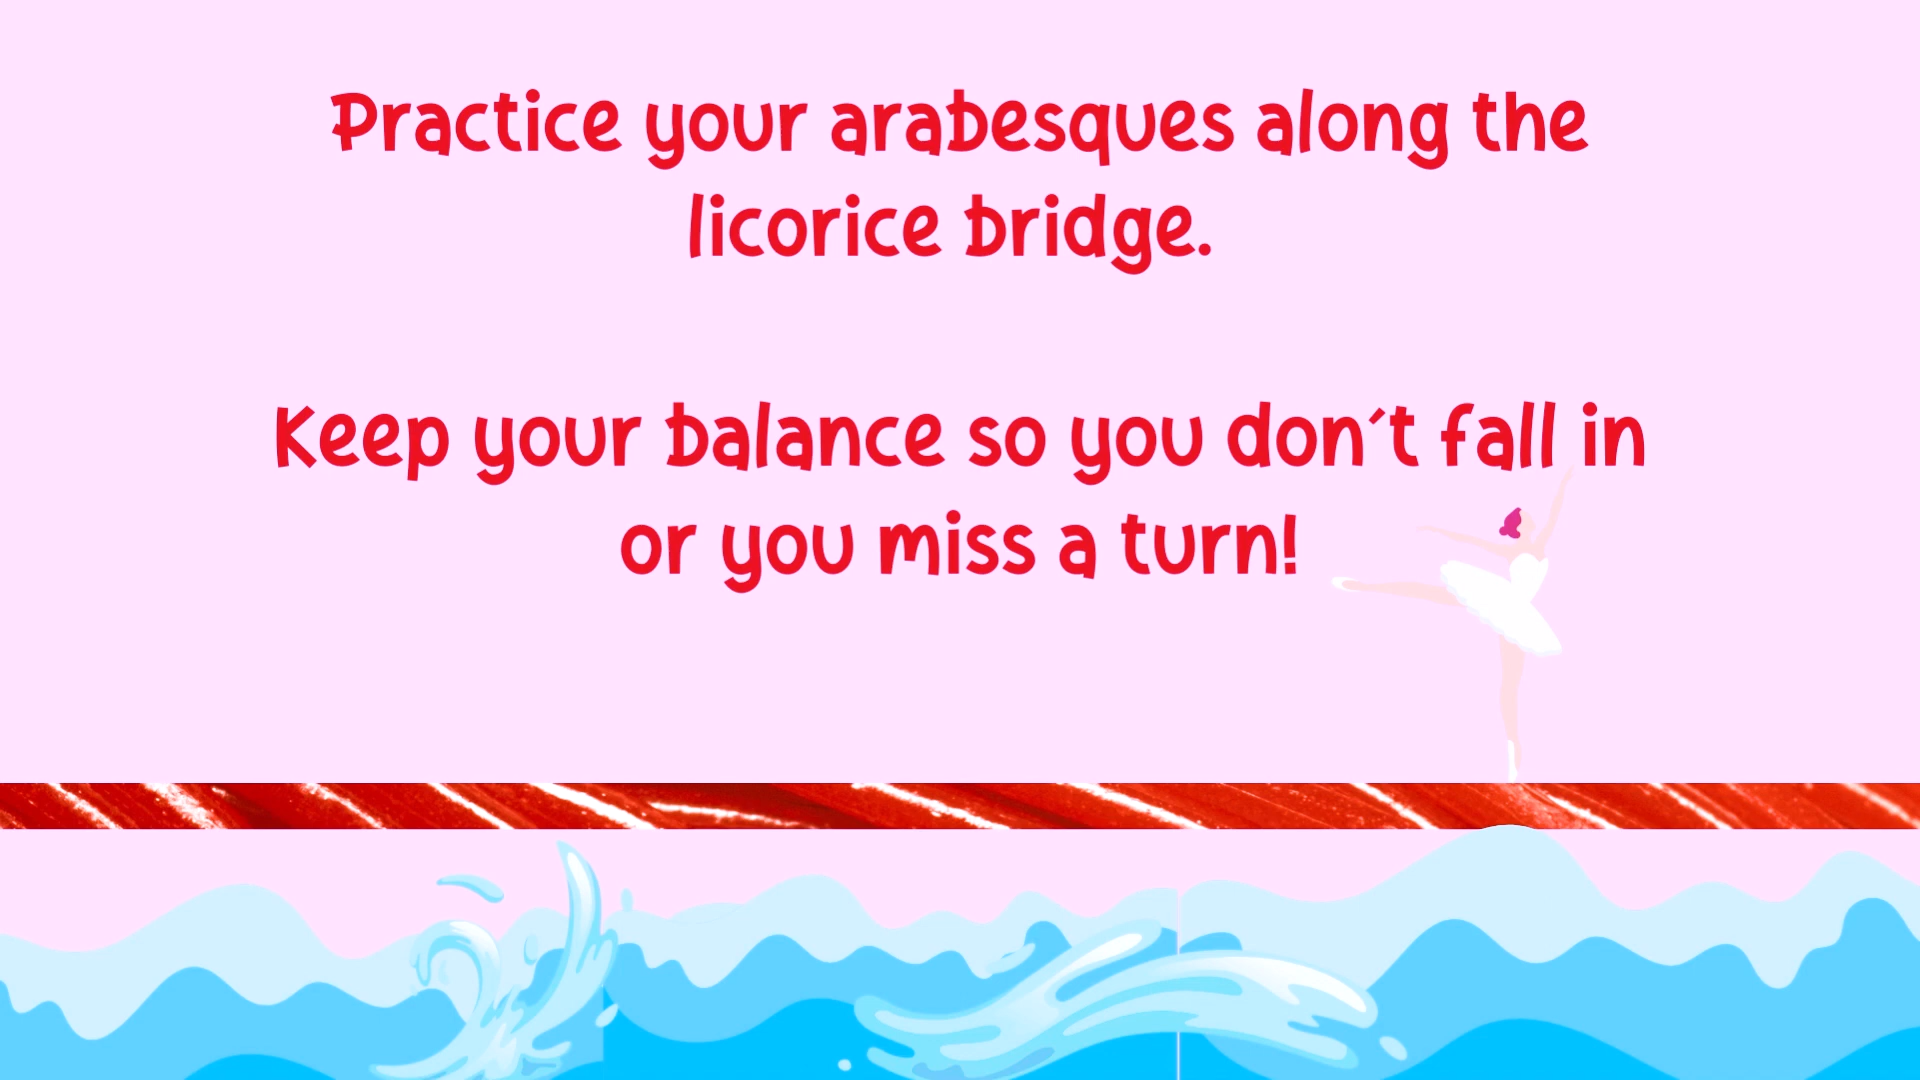 Practice your arabesques along the
licorice bridge.
Keep your balance so you don´t fall in
or you miss a turn!